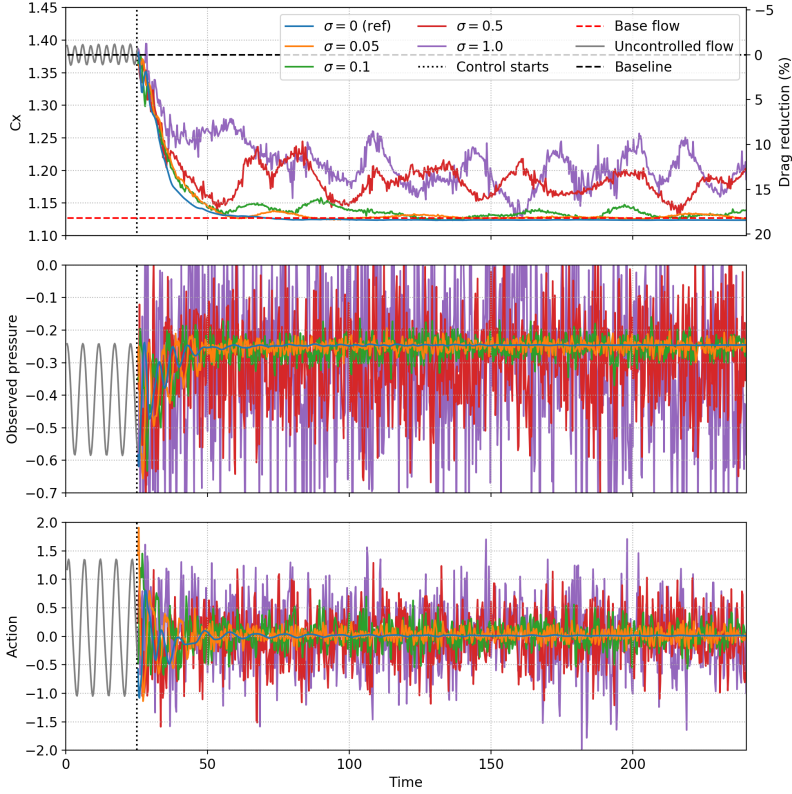 1.45
1.40
1.35
1.30
1.25
1.20
1.15
1.10
Cx
−5
0
5
10
15
20
Drag reduction (%)
σ = 0 (ref)
σ = 0.05
σ = 0.1
σ = 0.5
σ = 1.0
Control starts
Base flow
Uncontrolled flow
Baseline
0.0
−0.1
−0.2
−0.3
−0.4
−0.5
−0.6
−0.7
Observed pressure
2.0
1.5
1.0
0.5
0.0
−0.5
−1.0
−1.5
−2.0
Action
0 50 100 150 200
Time